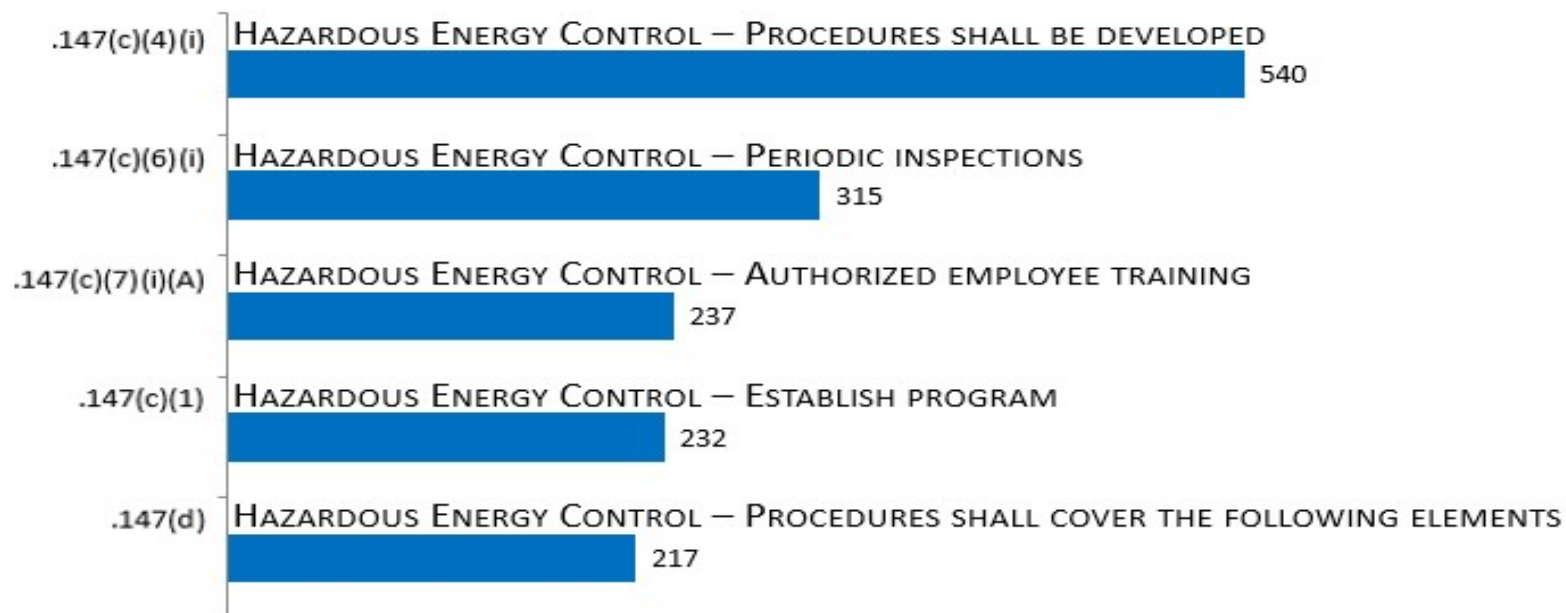 .147(c)(4)(i) HAZARDOUS ENERGY CONTROL – PROCEDURES SHALL BE DEVELOPED
540
.147(c)(6)(i) HAZARDOUS ENERGY CONTROL – PERIODIC INSPECTIONS
315
.147(c)(7)(i)(A) HAZARDOUS ENERGY CONTROL – AUTHORIZED EMPLOYEE TRAINING
237
.147(c)(1) HAZARDOUS ENERGY CONTROL – ESTABLISH PROGRAM
232
.147(d) HAZARDOUS ENERGY CONTROL – PROCEDURES SHALL COVER THE FOLLOWING ELEMENTS
217